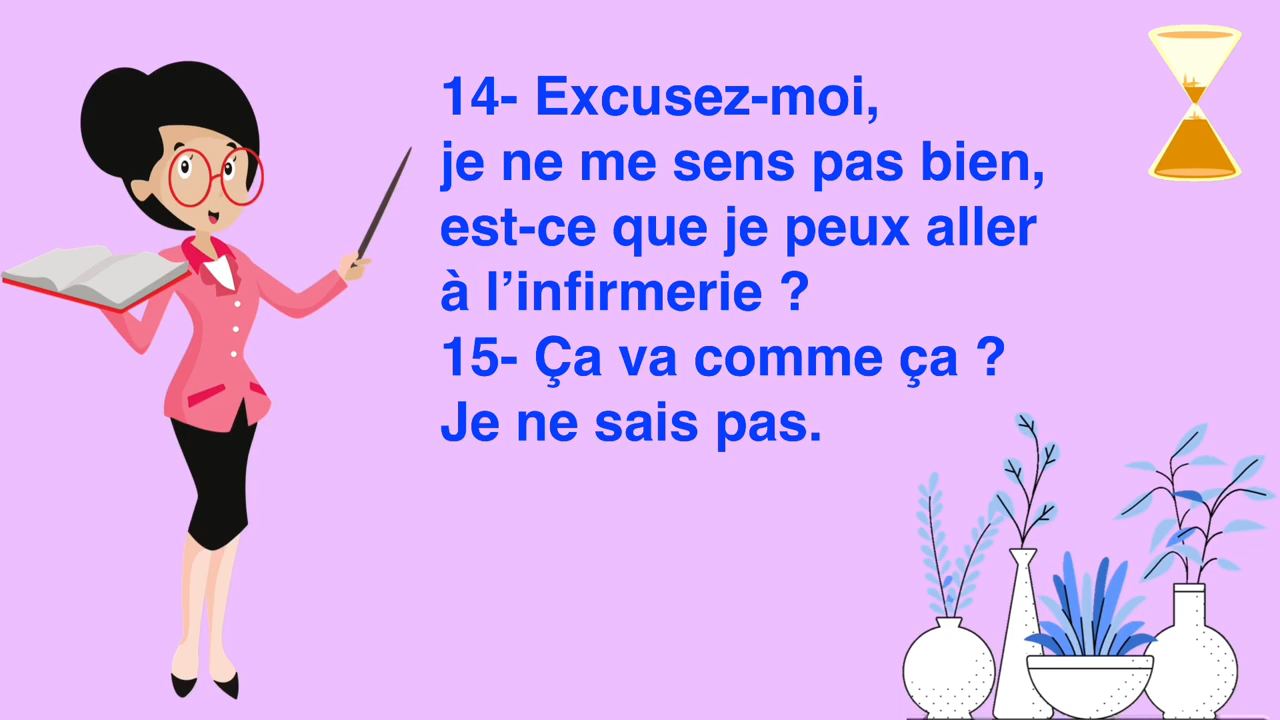 14- Excusez-moi,
je ne me sens pas bien,
est-ce que je peux aller
à l’infirmerie ?
15- Ça va comme ça ?
Je ne sais pas.